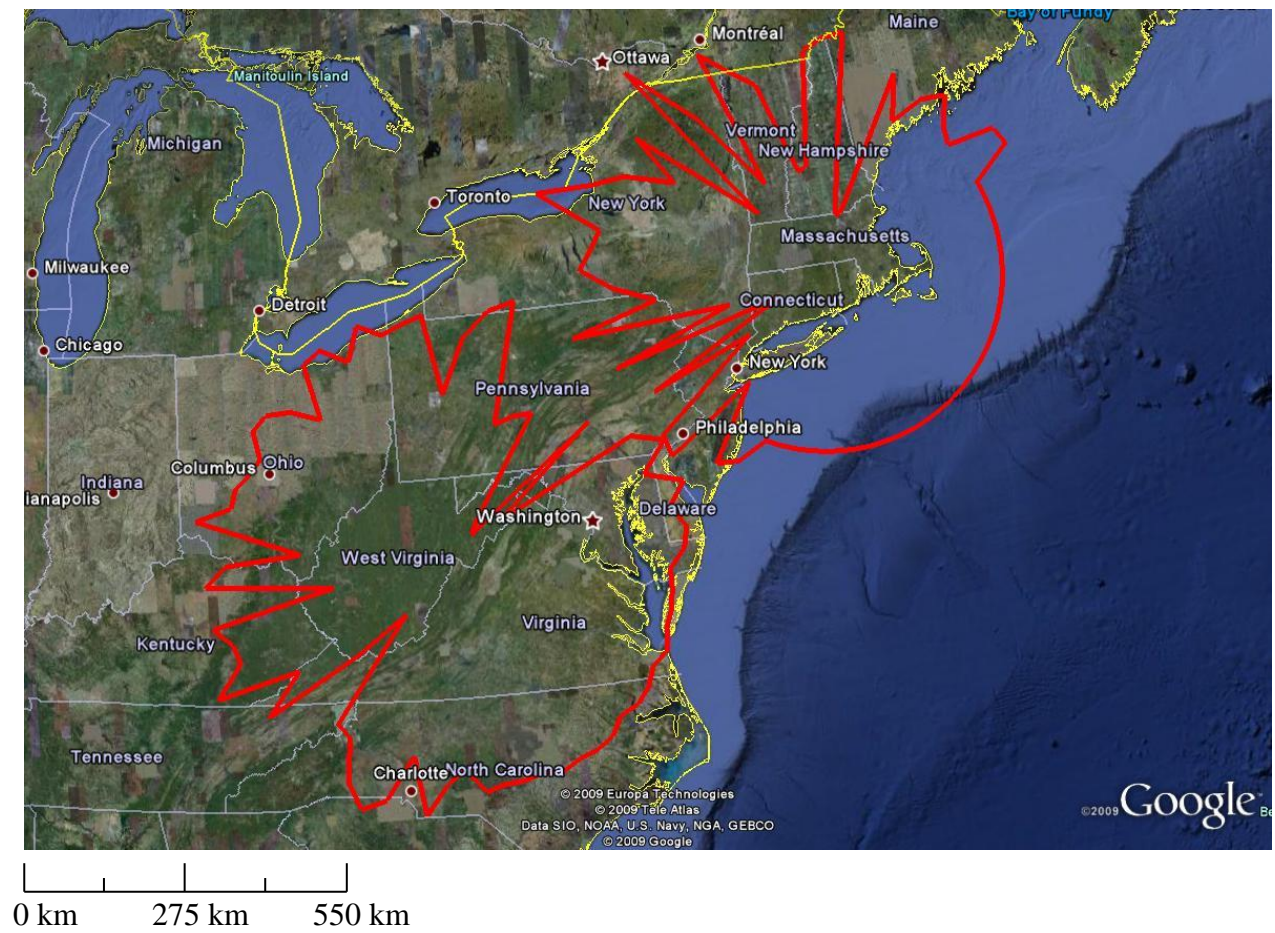 Bay of Fundy
Maine
Montréal
Ottawa
Manitoulin Island
Vermont
Michigan
New Hampshire
Toronto
New York
Massachusetts
Milwaukee
Detroit
Connecticut
Chicago
New York
Pennsylvania
Philadelphia
Columbus
Ohio
Indiana
ianapolis
Delaware
Washington
West Virginia
Virginia
Kentucky
Tennessee
Charlotte
North Carolina
© 2009 Europa Technologies
© 2009 Tele Atlas
Data SIO, NOAA, U.S. Navy, NGA, GEBCO
© 2009 Google
©2009 Google
Be
0 km 275 km 550 km